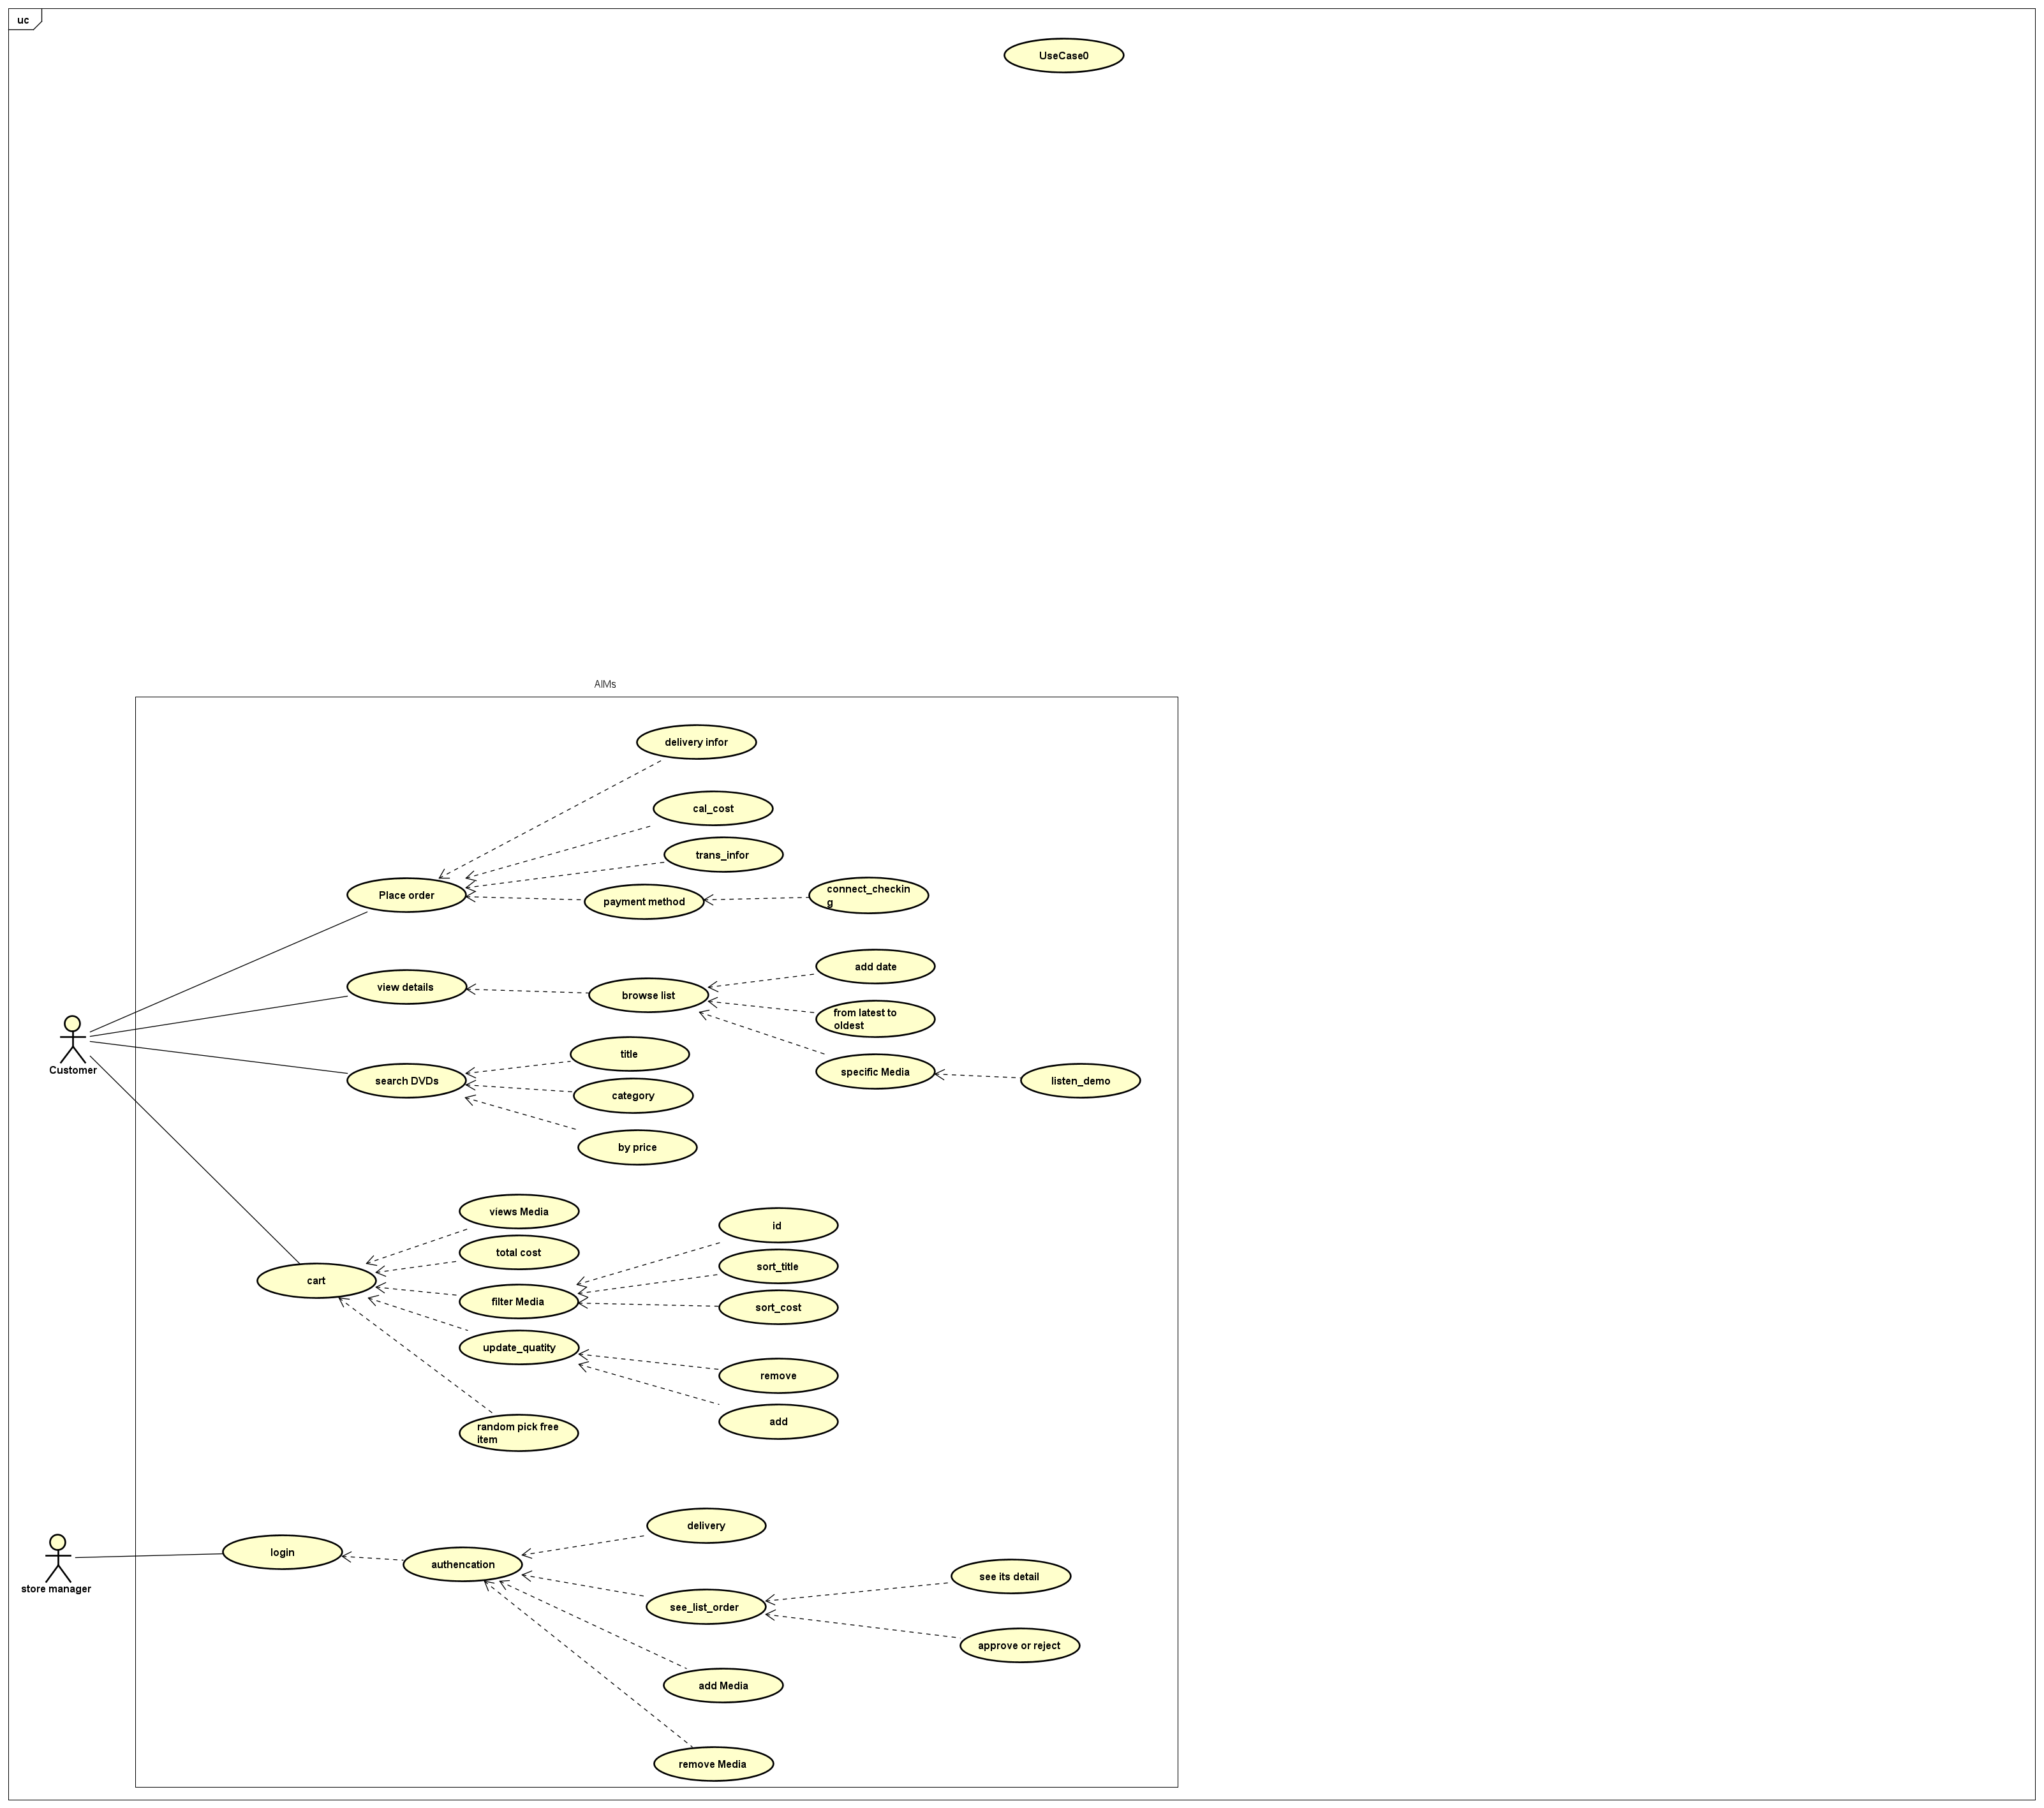 uc
UseCase0
AIMs
delivery infor
cal_cost
trans_infor
Place order
payment method
connect_checkin
g
add date
view details
browse list
from latest to
oldest
title
specific Media
Customer
search DVDs
listen_demo
category
by price
views Media
id
total cost
sort_title
cart
filter Media
sort_cost
update_quatity
remove
add
random pick free
item
delivery
login
authencation
see its detail
store manager
see_list_order
approve or reject
add Media
remove Media